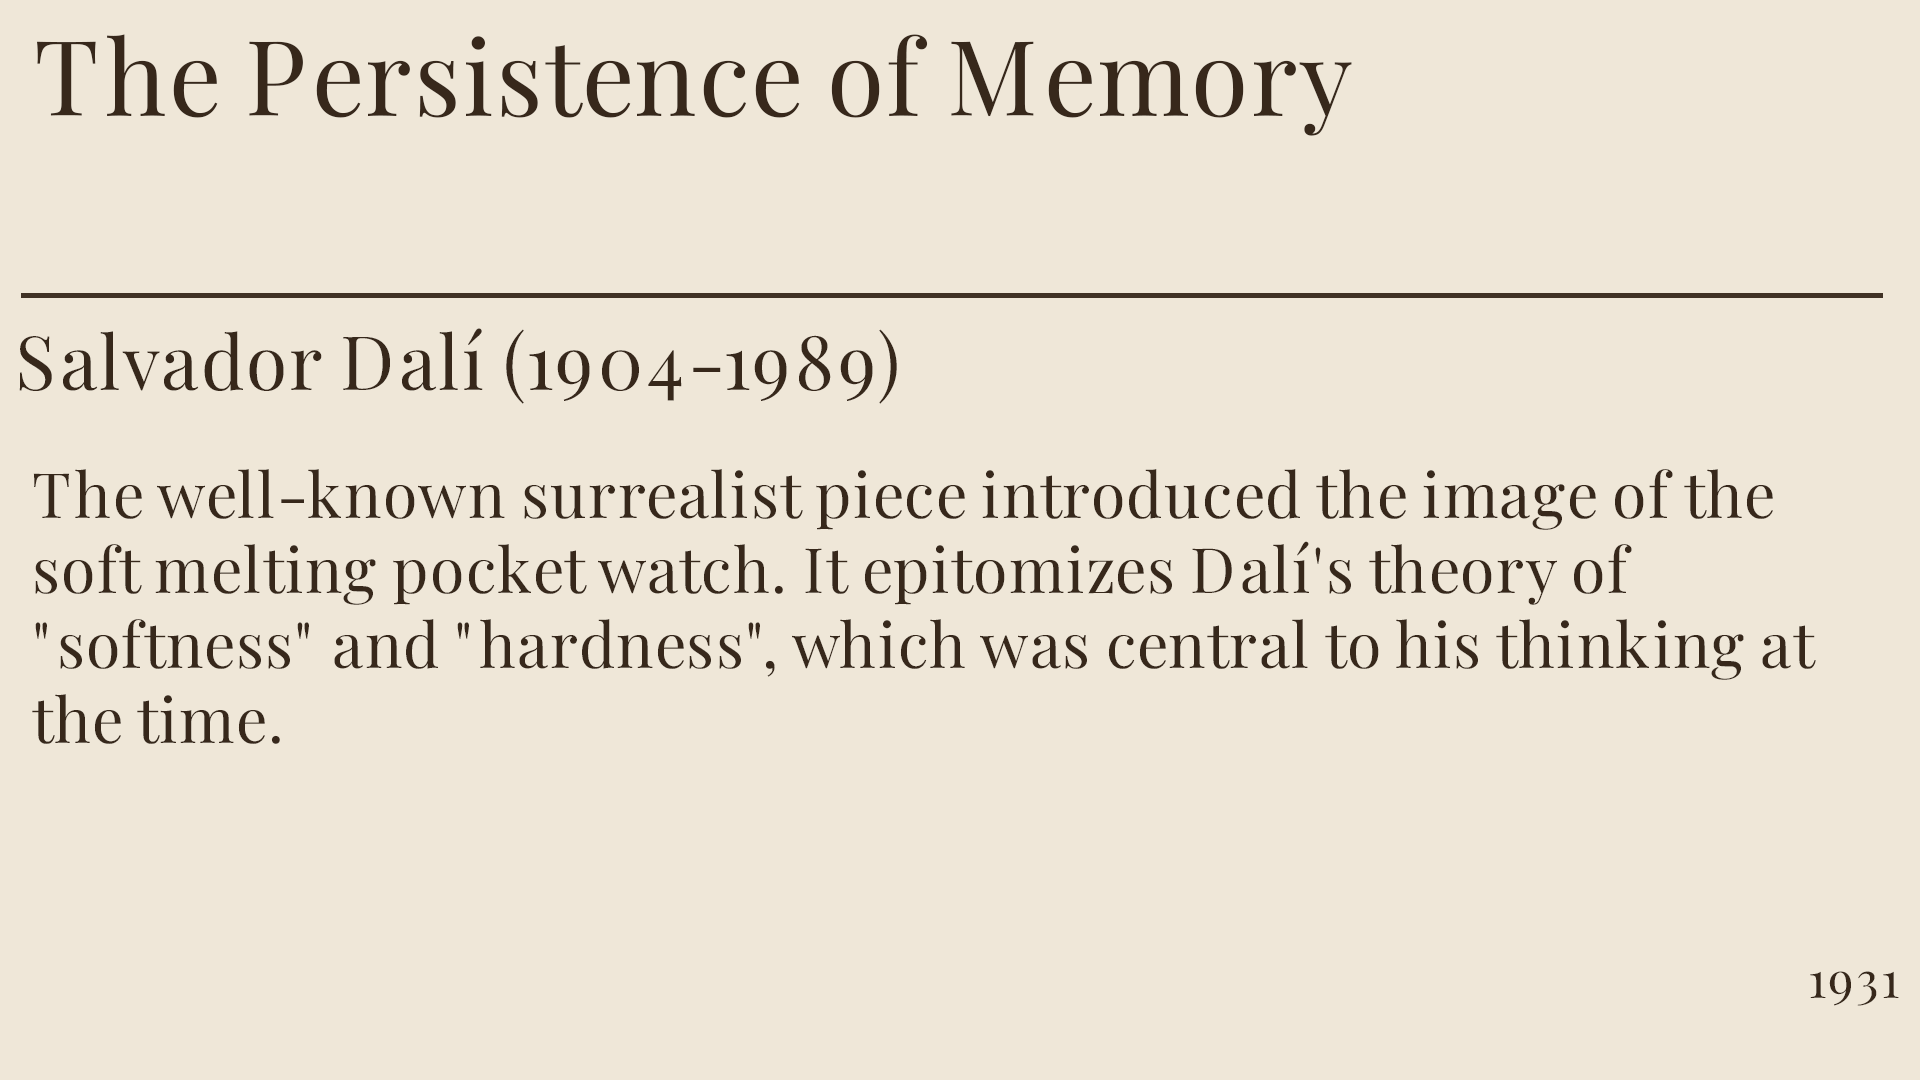 The Persistence of Memory
Salvador Dalí (1904-1989)
The well-known surrealist piece introduced the image of the
soft melting pocket watch. It epitomizes Dalí's theory of
"softness" and "hardness", which was central to his thinking at
the time.
1931